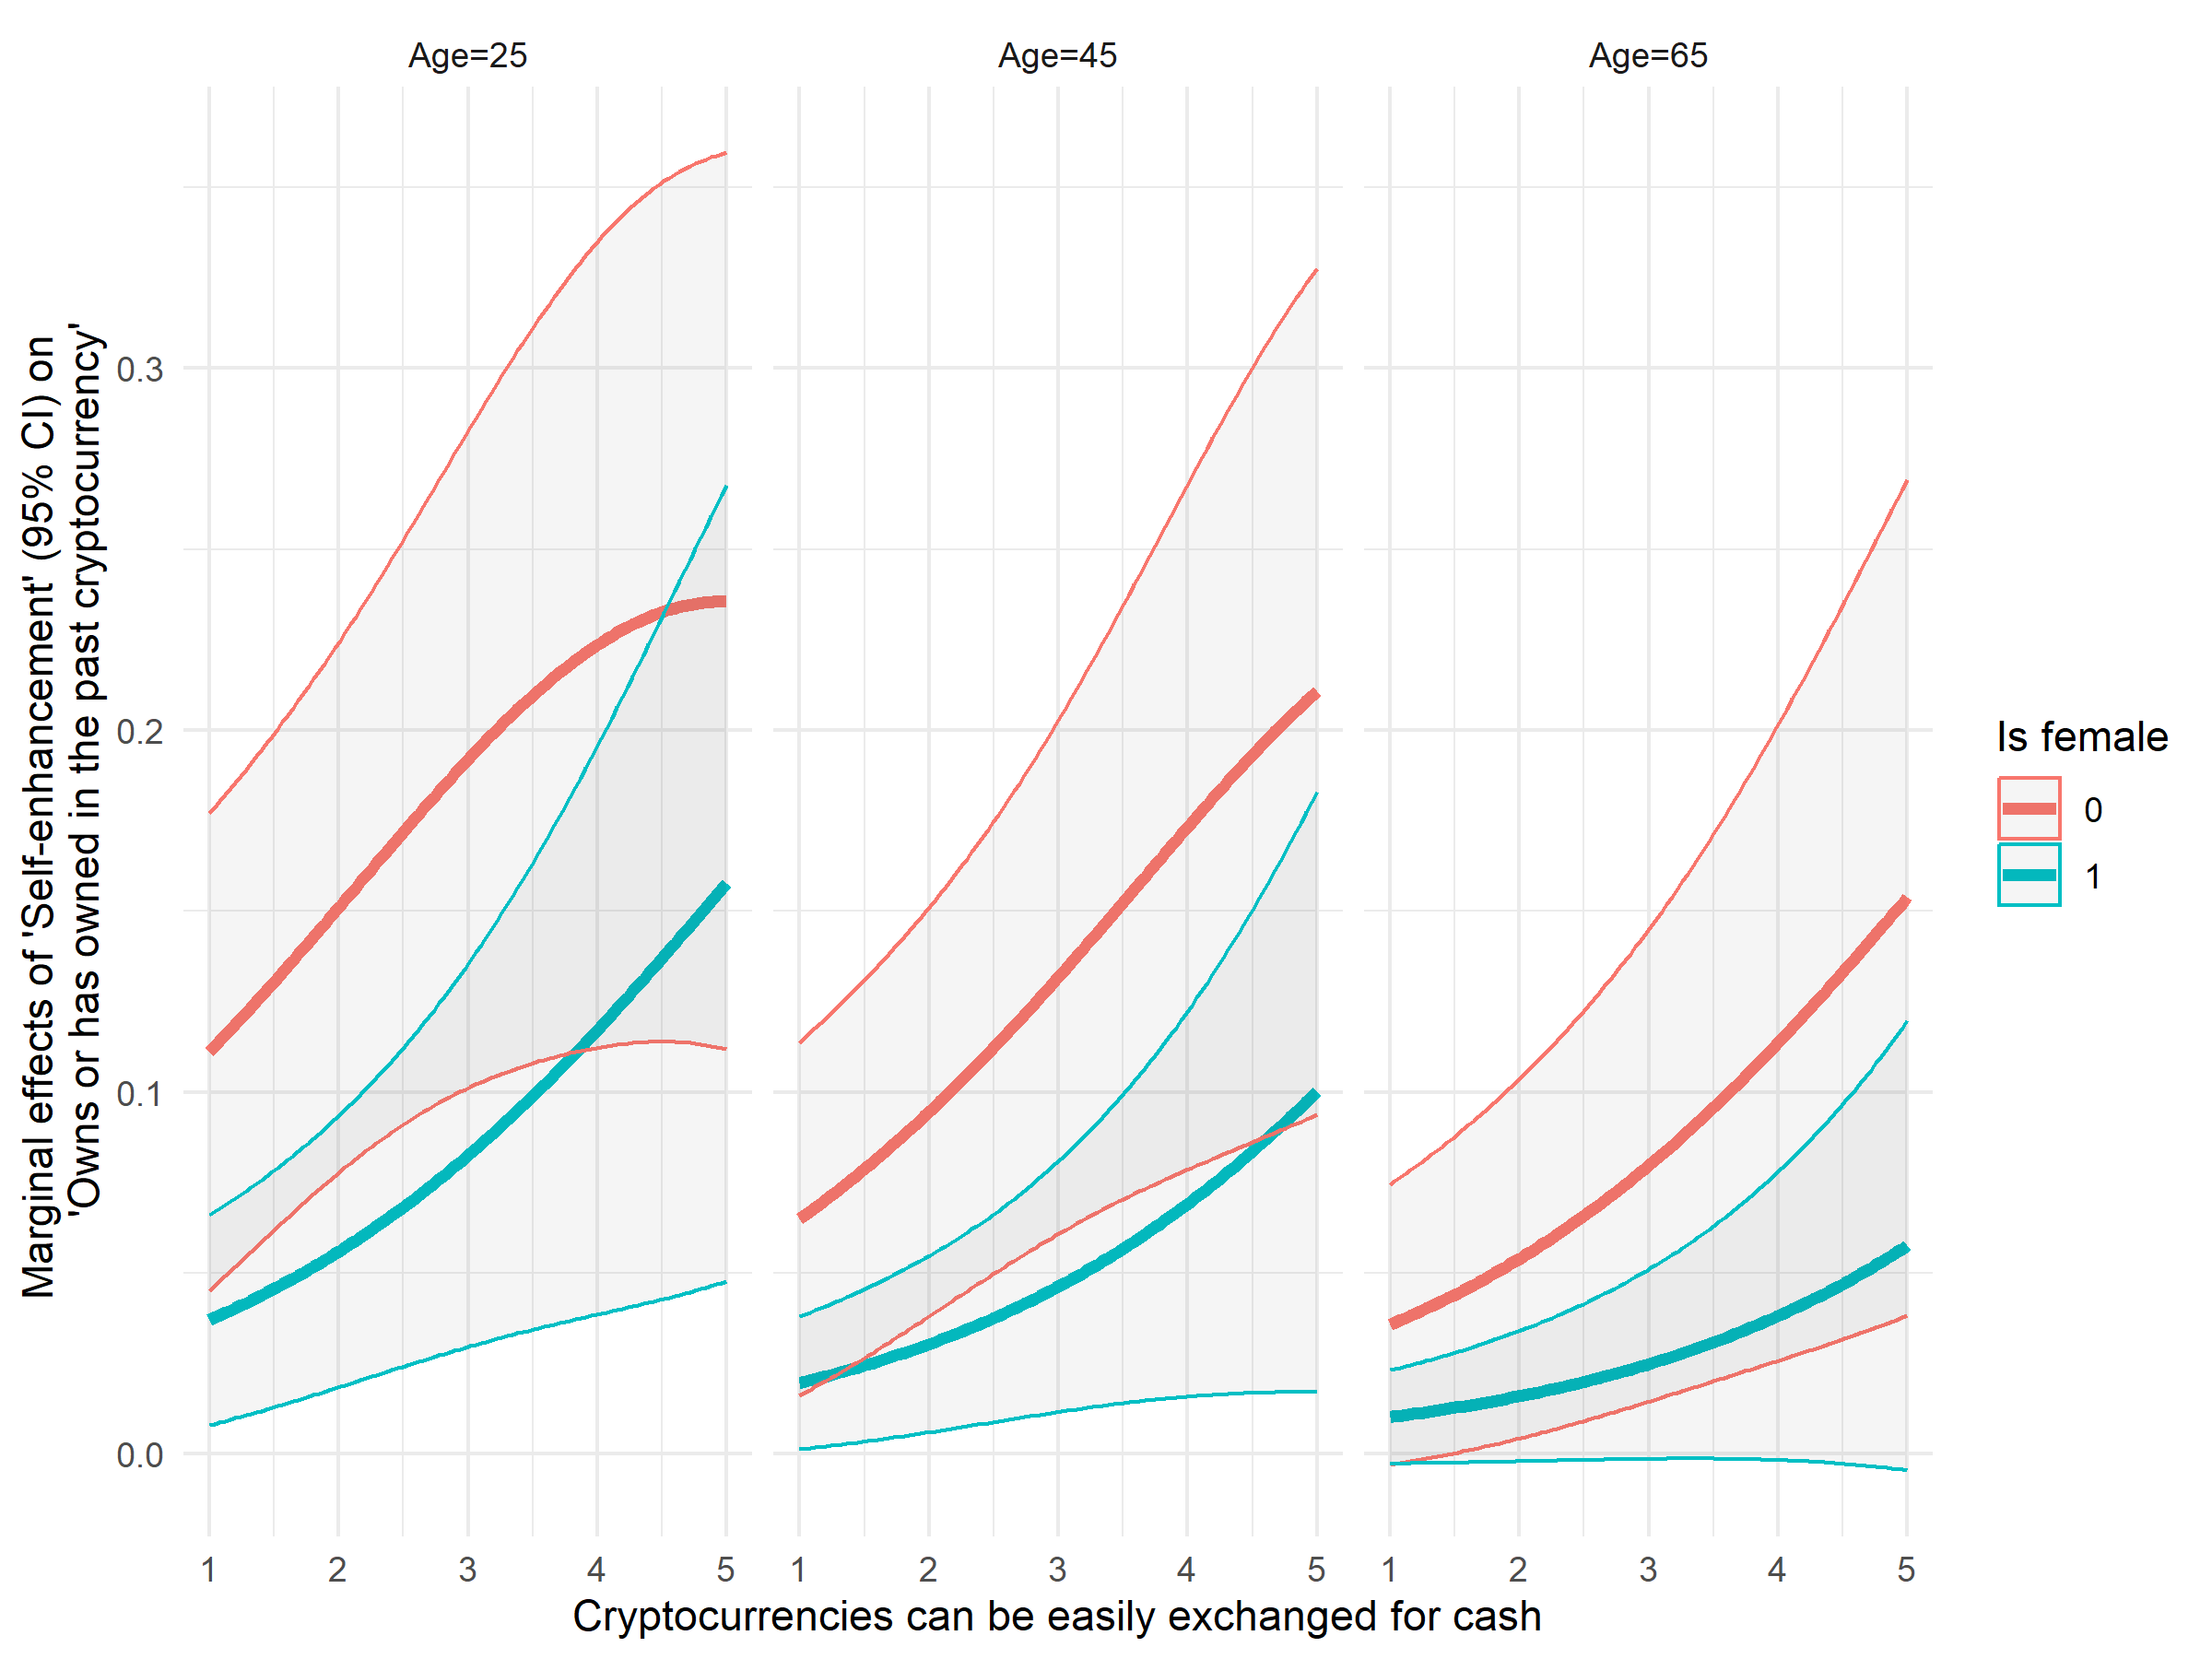 Age=25 Age=45 Age=65
Marginal effects of 'Self-enhancement' (95% CI) on
'Owns or has owned in the past cryptocurrency'
0.3
0.2
0.1
0.0
1 2 3 4 5 1 2 3 4 5 1 2 3 4 5
Cryptocurrencies can be easily exchanged for cash
Is female
0
1